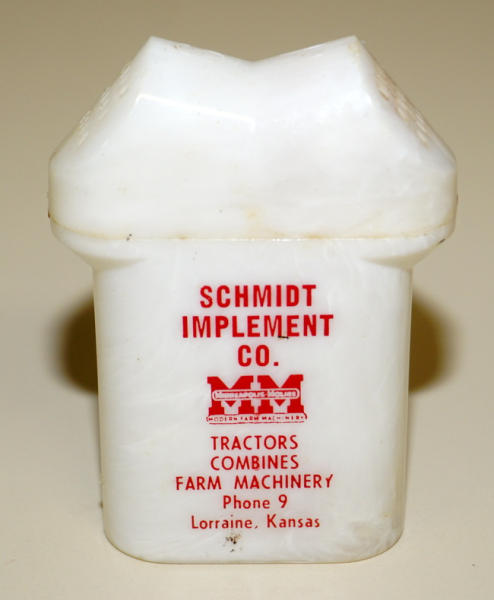 SCHMIDT
IMPLEMENT
CO.
MM
MINNEAPOLIS-MOLINE
MODERN FARM MACHINERY
TRACTORS
COMBINES
FARM MACHINERY
Phone 9
Lorraine, Kansas